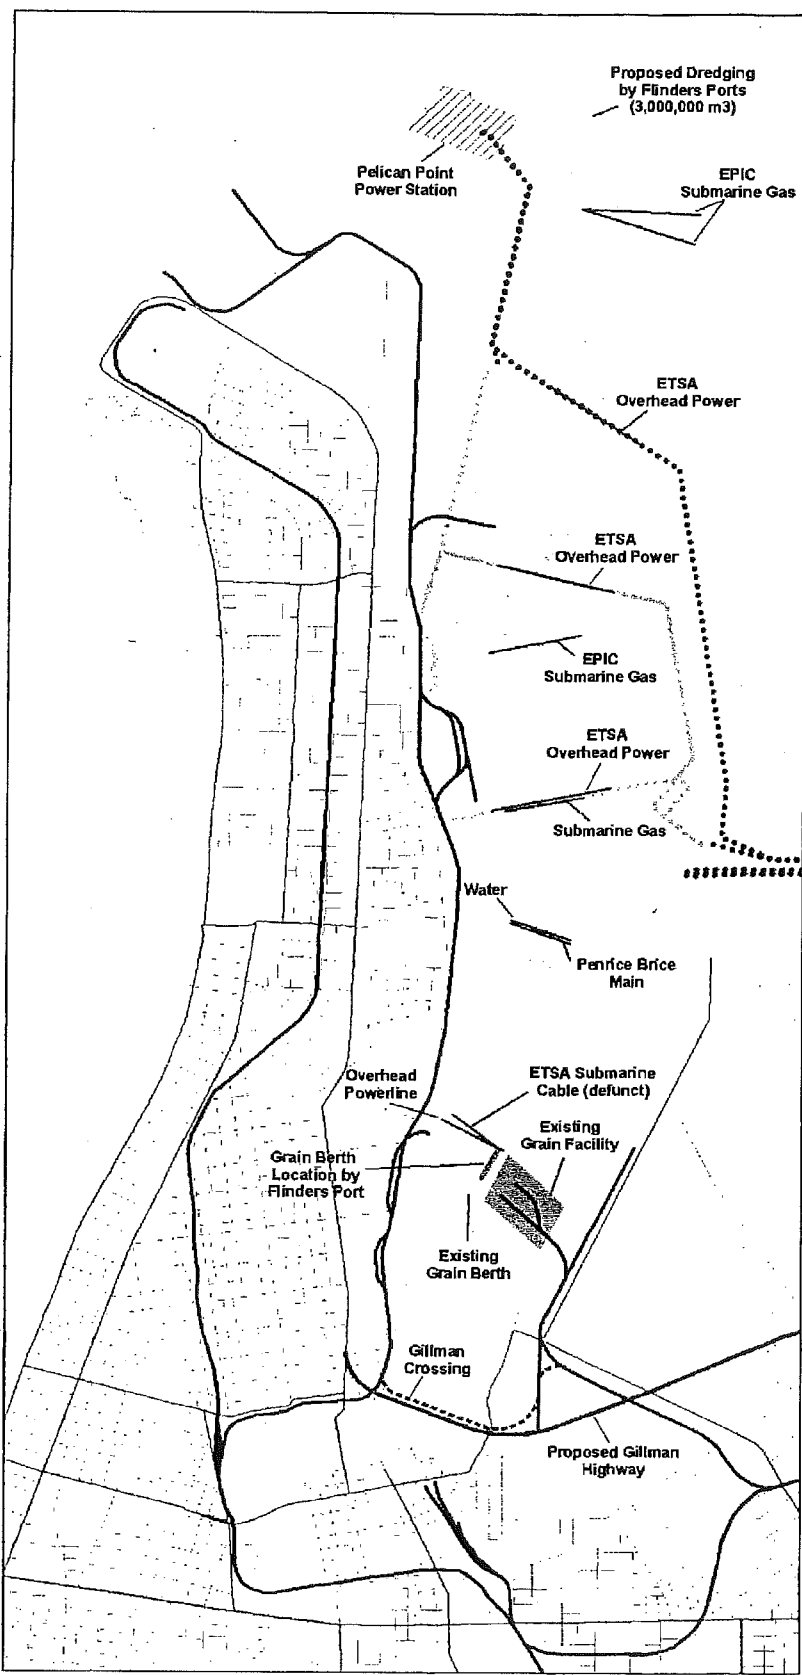 Proposed Dredging
by Flinders Ports
(3,000,000 m3)
Pelican Point
Power Station
EPIC
Submarine Gas
ETSA
Overhead Power
ETSA
Overhead Power
EPIC
Submarine Gas
ETSA
Overhead Power
Submarine Gas
Water
Penrice Brice
Main
Overhead
Powerline
ETSA Submarine
Cable (defunct)
Existing
Grain Facility
Grain Berth
Location by
Flinders Port
Existing
Grain Berth
Gillman
Crossing
Proposed Gillman
Highway